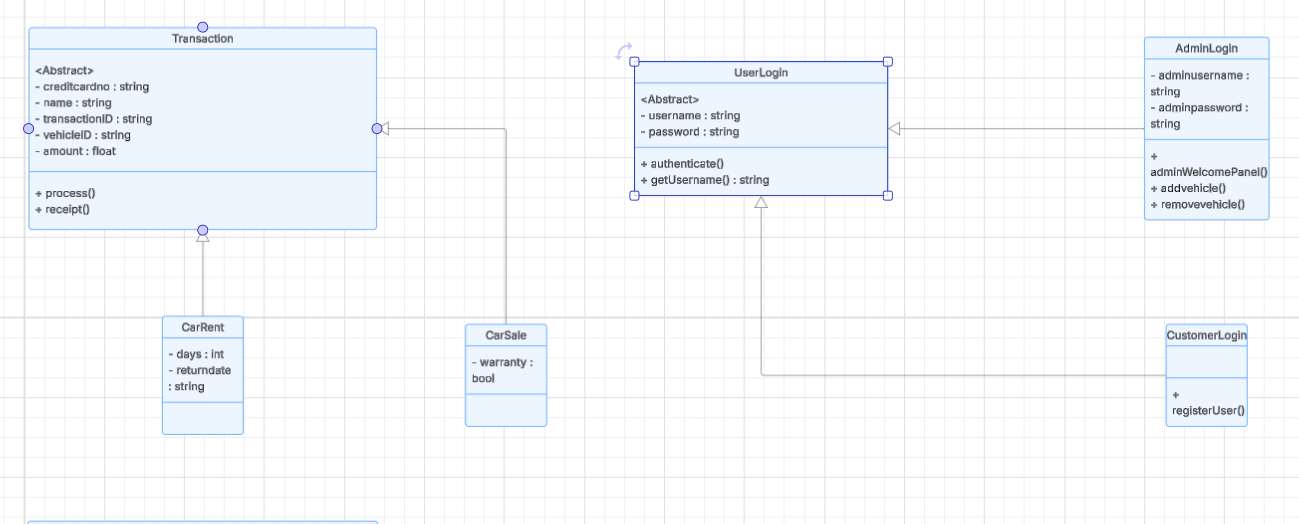 Transaction
<Abstract>
- creditcardno : string
- name : string
- transactionID : string
- vehicleID : string
- amount : float
+ process()
+ receipt()
UserLogin
<Abstract>
- username : string
- password : string
+ authenticate()
+ getUsername() : string
AdminLogin
- adminusername :
string
- adminpassword :
string
+
adminWelcomePanel()
+ addvehicle()
+ removevehicle()
CarRent
- days : int
- returndate
: string
CarSale
- warranty :
bool
CustomerLogin
+
registerUser()